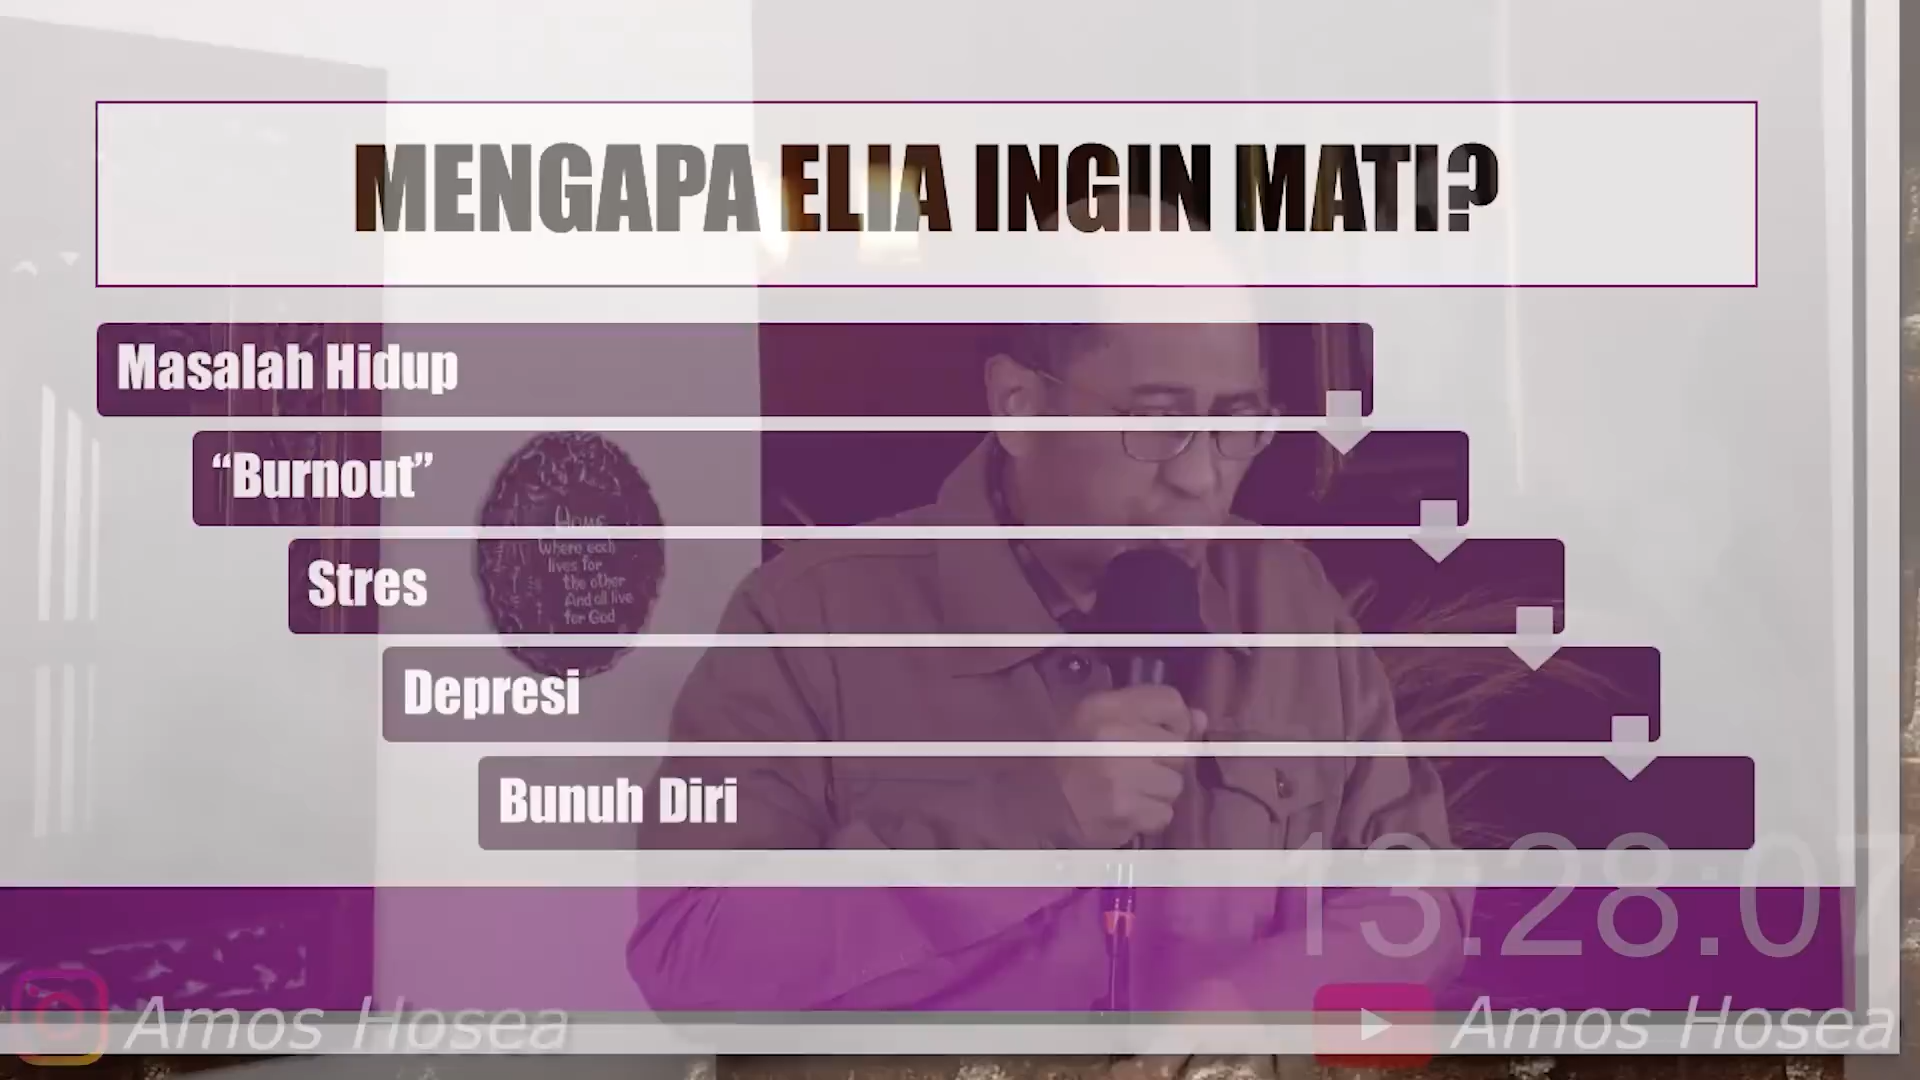 MENGAPA ELIA INGIN MATI?
Masalah Hidup
“Burnout”
Stres
Depresi
Bunuh Diri
Home
Where each
lives for
the other
And all live
for God
13:28:07
Amos Hosea
Amos Hosea